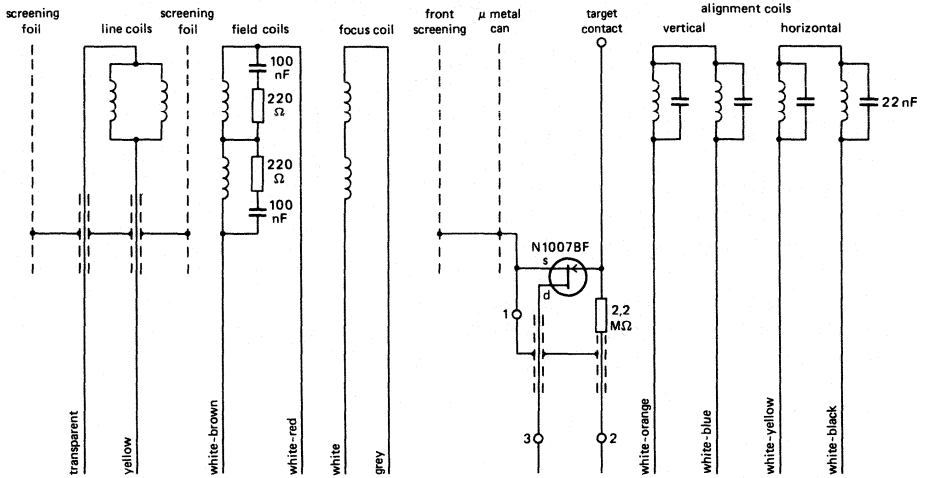 screening
foil
line coils
screening
foil
field coils
focus coil
front
screening
μ metal
can
target
contact
alignment coils
vertical
horizontal
100
nF
220
Ω
220
Ω
100
nF
22 nF
N1007BF
s
d
1
2,2
MΩ
3
2
transparent
yellow
white-brown
white-red
white
grey
white-orange
white-blue
white-yellow
white-black